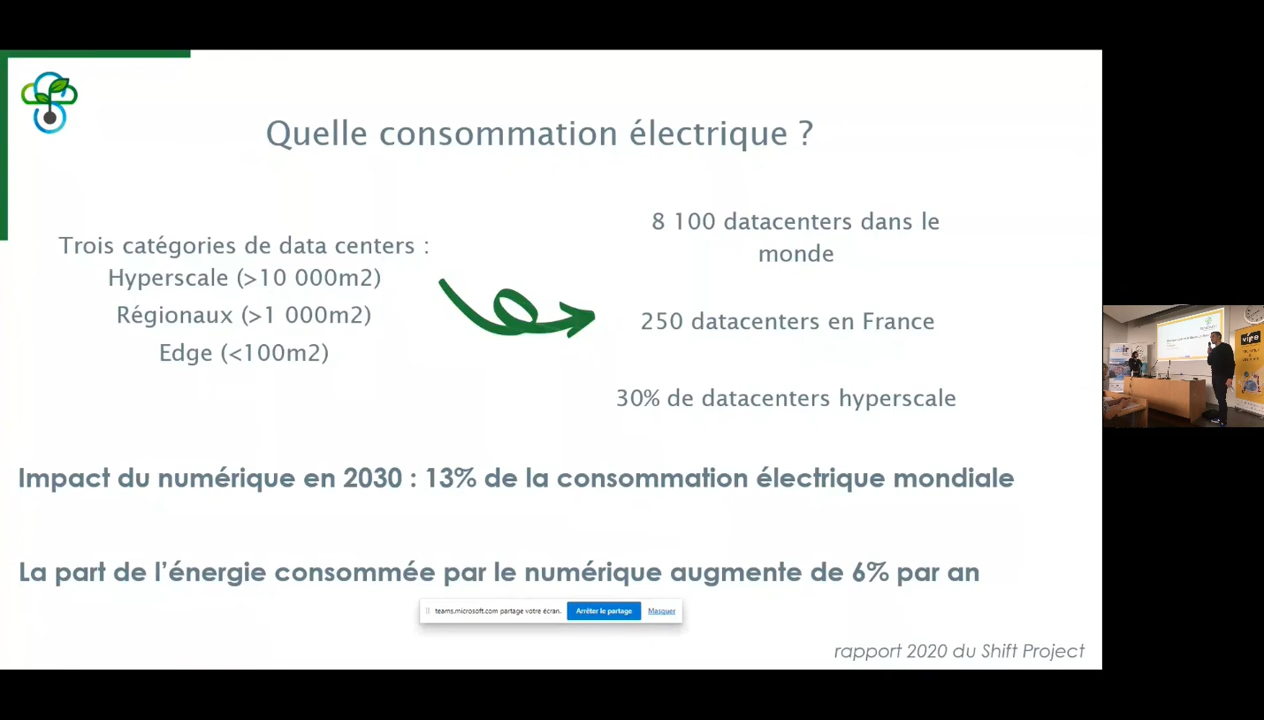 Quelle consommation électrique ?
Trois catégories de data centers :
Hyperscale (>10 000m2)
Régionaux (>1 000m2)
Edge (<100m2)
8 100 datacenters dans le
monde
250 datacenters en France
30% de datacenters hyperscale
Impact du numérique en 2030 : 13% de la consommation électrique mondiale
La part de l’énergie consommée par le numérique augmente de 6% par an
teams.microsoft.com partage votre écran.
Arrêter le partage
Masquer
rapport 2020 du Shift Project